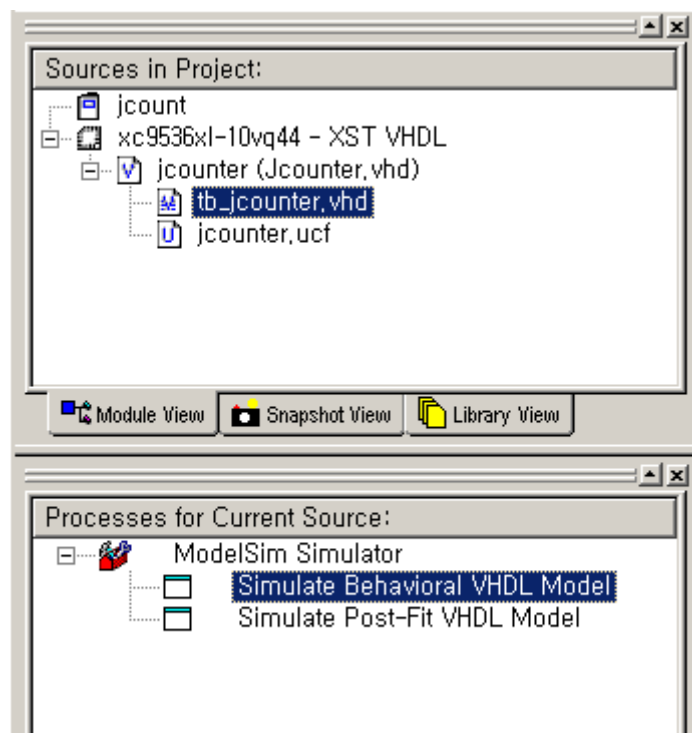 Sources in Project:
jcount
xc9536xl-10vq44 - XST VHDL
jcounter (Jcounter.vhd)
tb_jcounter.vhd
jcounter.ucf
Module View Snapshot View Library View
Processes for Current Source:
ModelSim Simulator
Simulate Behavioral VHDL Model
Simulate Post-Fit VHDL Model